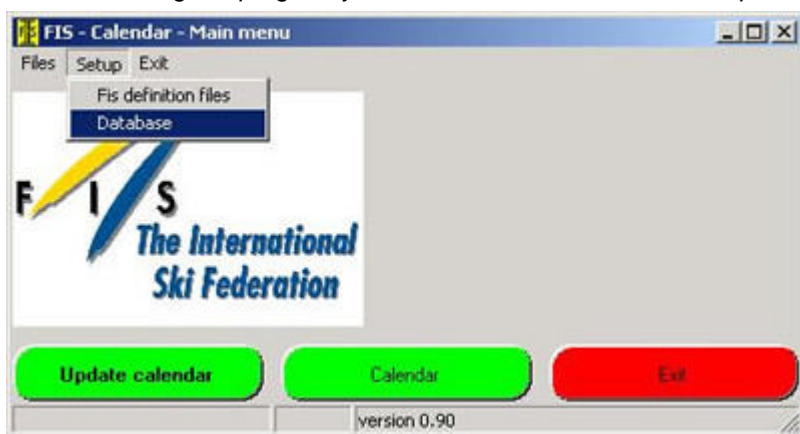 FIS - Calendar - Main menu
Files Setup Exit
Fis definition files
Database
F I S
The International
Ski Federation
Update calendar Calendar Exit
version 0.90